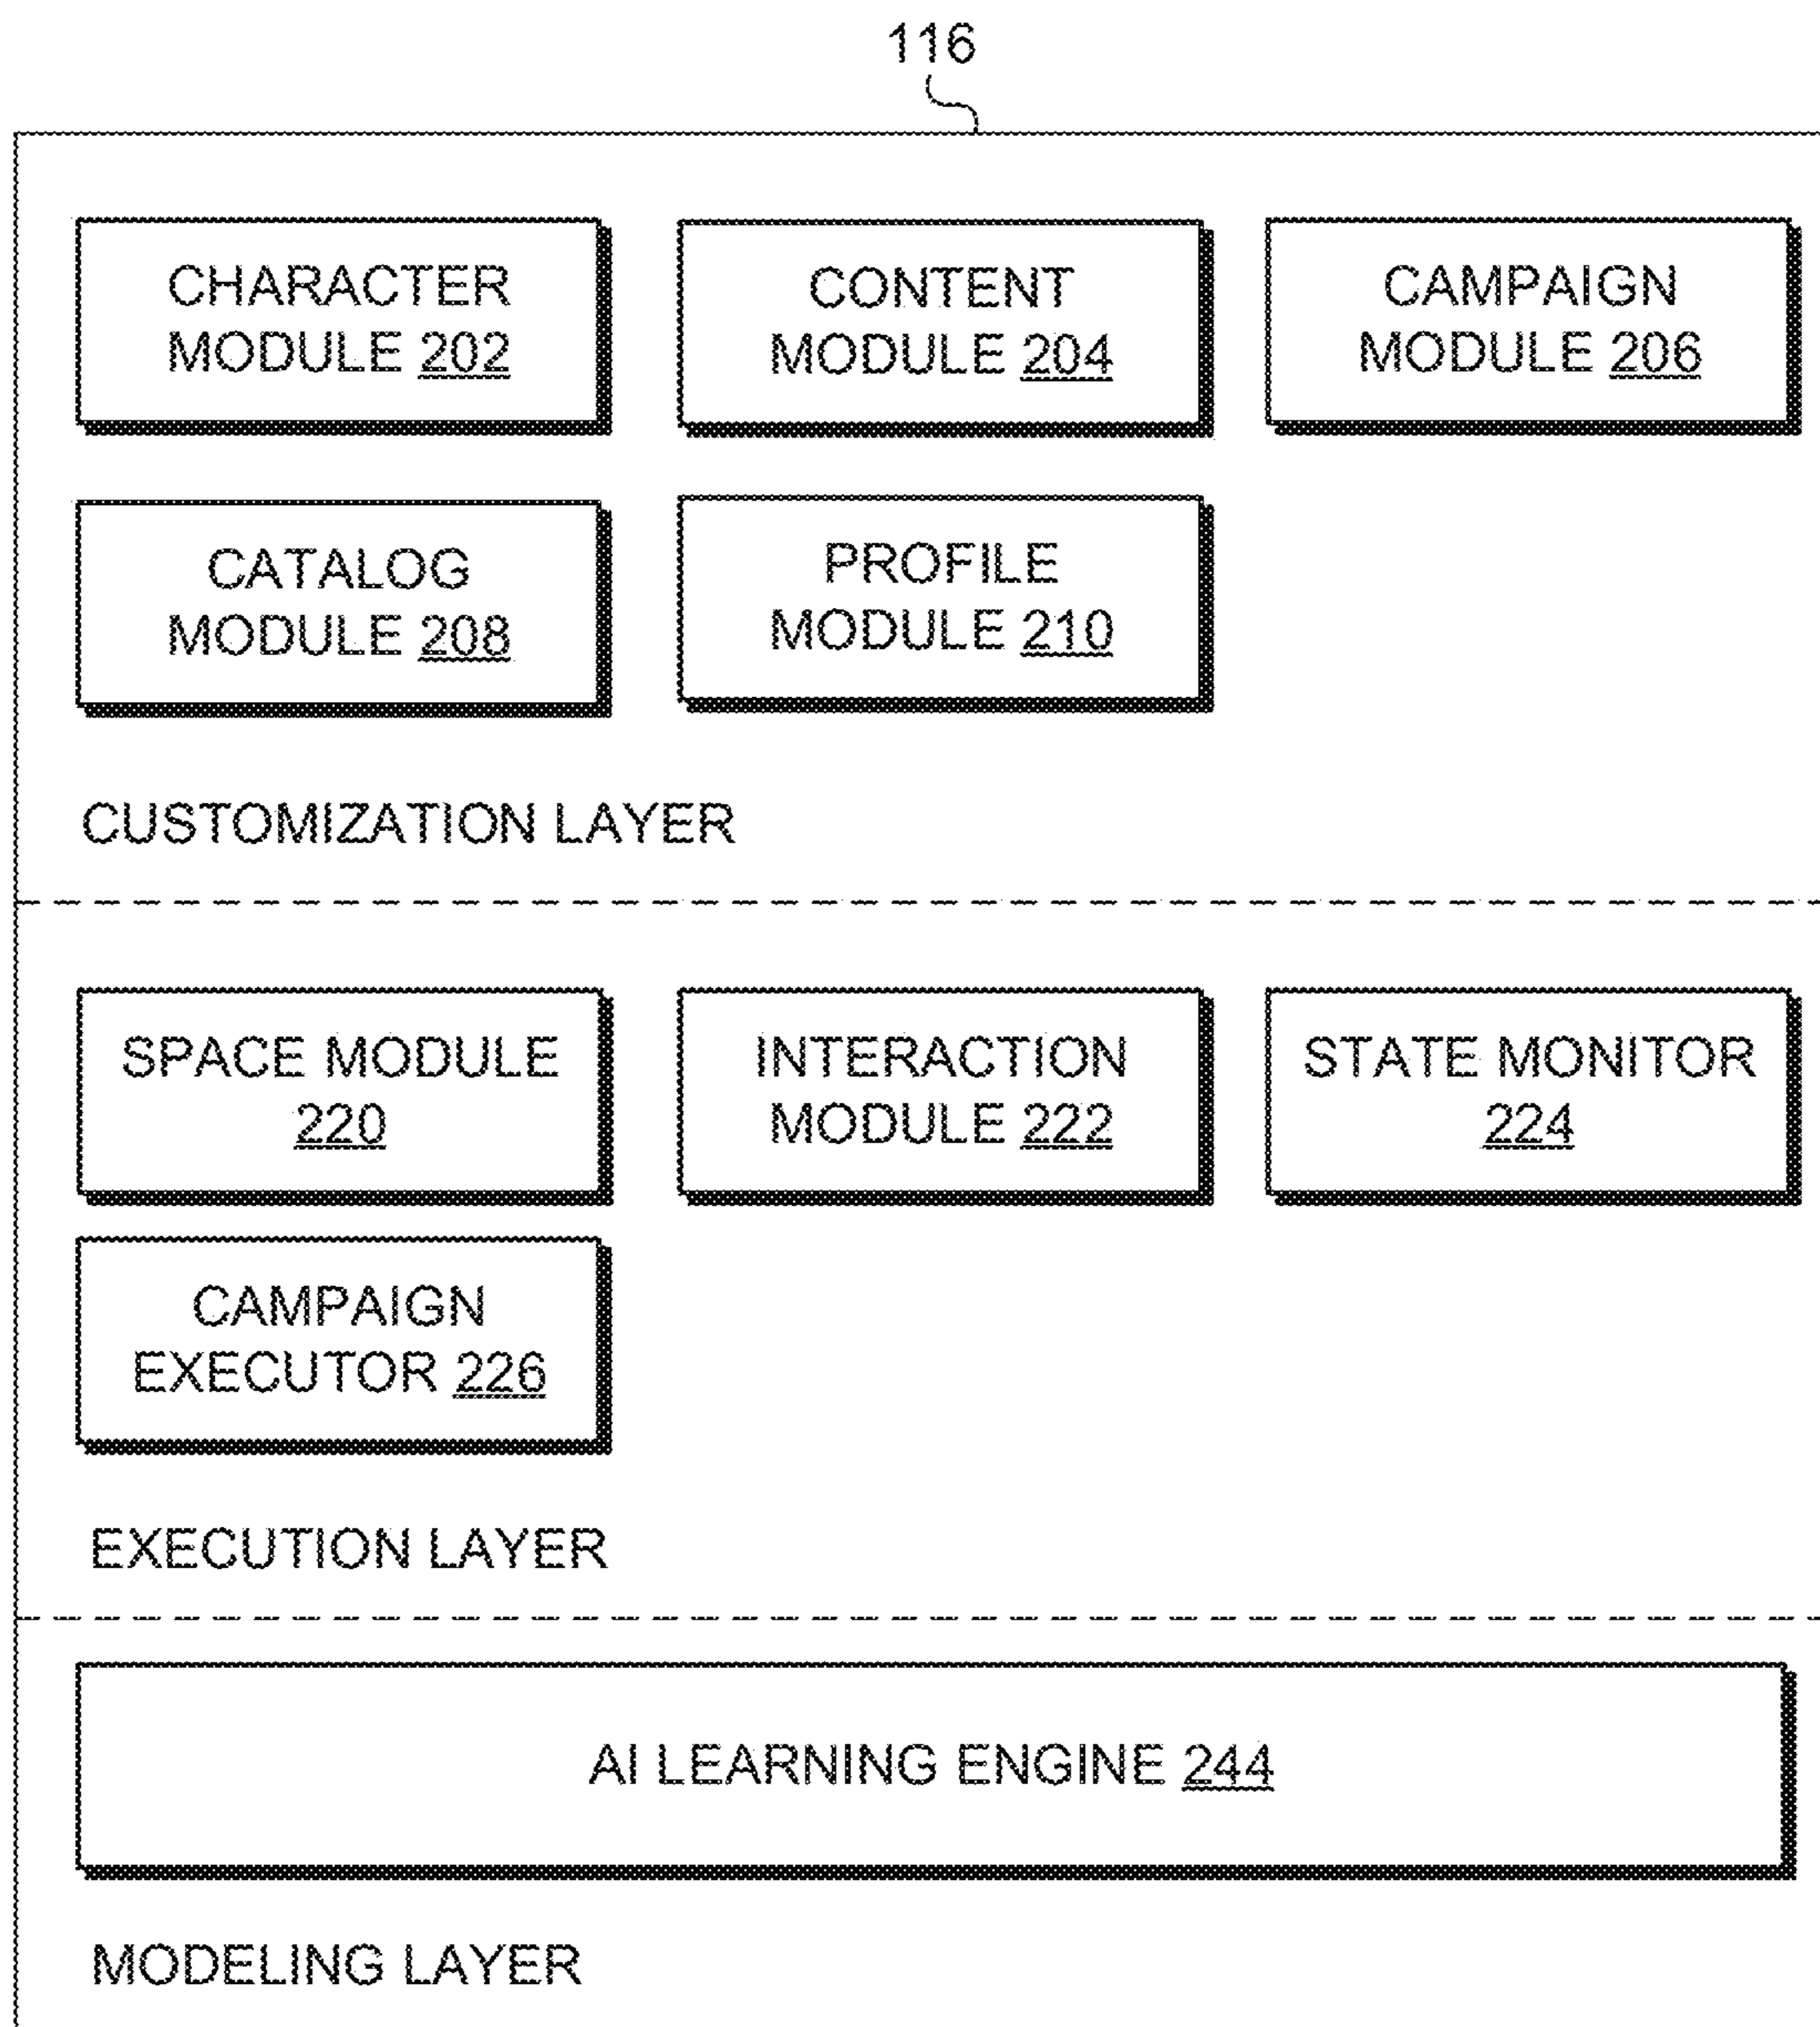 116
CHARACTER
MODULE 202
CONTENT
MODULE 204
CAMPAIGN
MODULE 206
CATALOG
MODULE 208
PROFILE
MODULE 210
CUSTOMIZATION LAYER
SPACE MODULE
220
INTERACTION
MODULE 222
STATE MONITOR
224
CAMPAIGN
EXECUTOR 226
EXECUTION LAYER
AI LEARNING ENGINE 244
MODELING LAYER